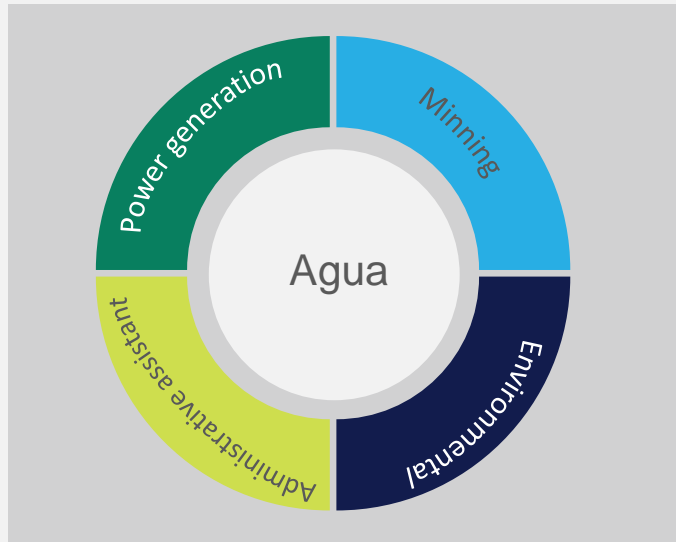 Power generation
Minning
Agua
Environmental
Administrative assistant